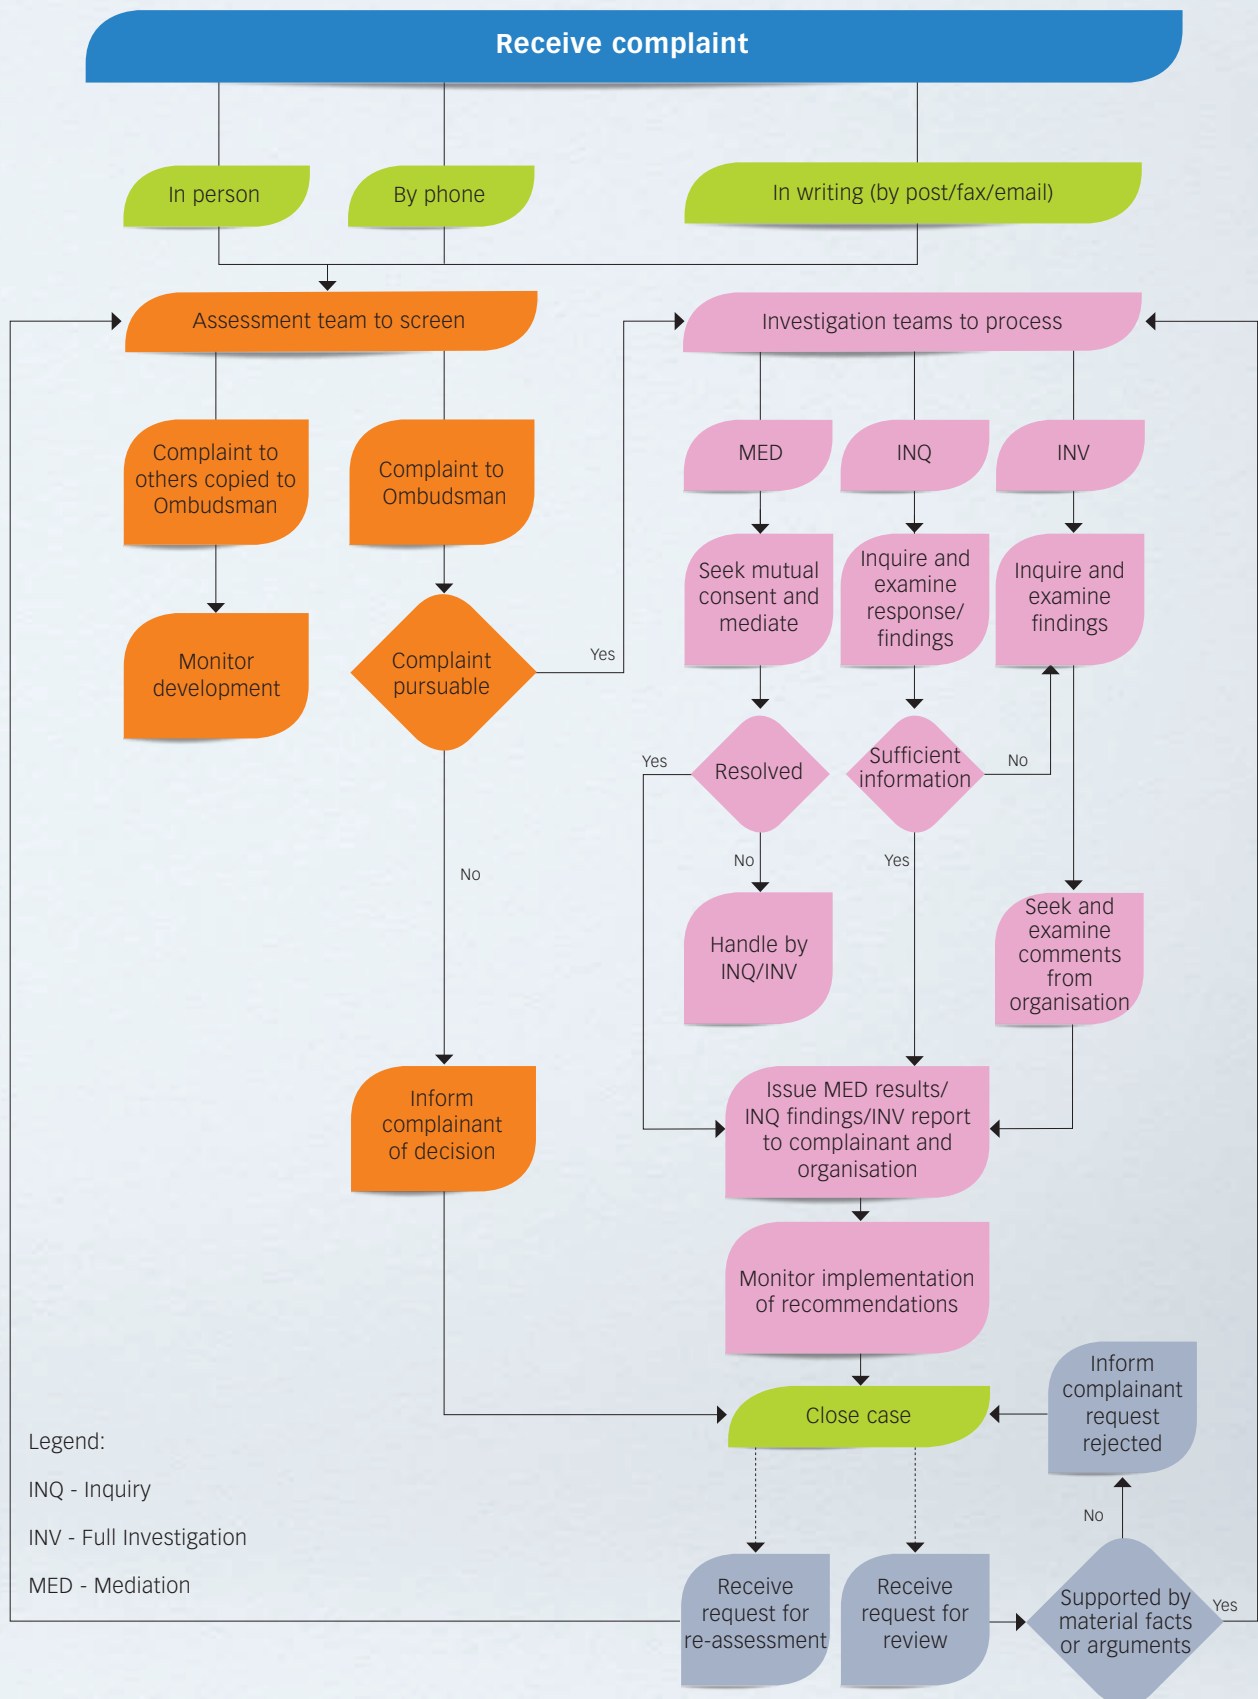 Receive complaint
In person
By phone
In writing (by post/fax/email)
Assessment team to screen
Investigation teams to process
Complaint to
others copied to
Ombudsman
Complaint to
Ombudsman
MED
INQ
INV
Seek mutual
consent and
mediate
Inquire and
examine
response/
findings
Inquire and
examine
findings
Monitor
development
Complaint
pursuable
Yes
Resolved
Yes
No
Sufficient
information
No
Yes
No
Handle by
INQ/INV
Seek and
examine
comments
from
organisation
Inform
complainant
of decision
Issue MED results/
INQ findings/INV report
to complainant and
organisation
Monitor implementation
of recommendations
Close case
Inform
complainant
request
rejected
No
Legend:
INQ - Inquiry
INV - Full Investigation
MED - Mediation
Receive
request for
re-assessment
Receive
request for
review
Supported by
material facts
or arguments
Yes